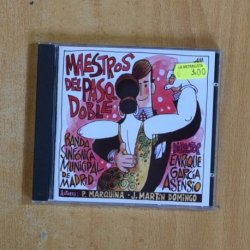 MAESTROS
DEL PASO
DOBLE
LA METRALLETA
3,00
BANDA
SINFÓNICA
MUNICIPAL
DE MADRID
DIRECTOR
ENRIQUE
GARCÍA
ASENSIO
P. MARQUINA - J. MARTÍN DOMINGO